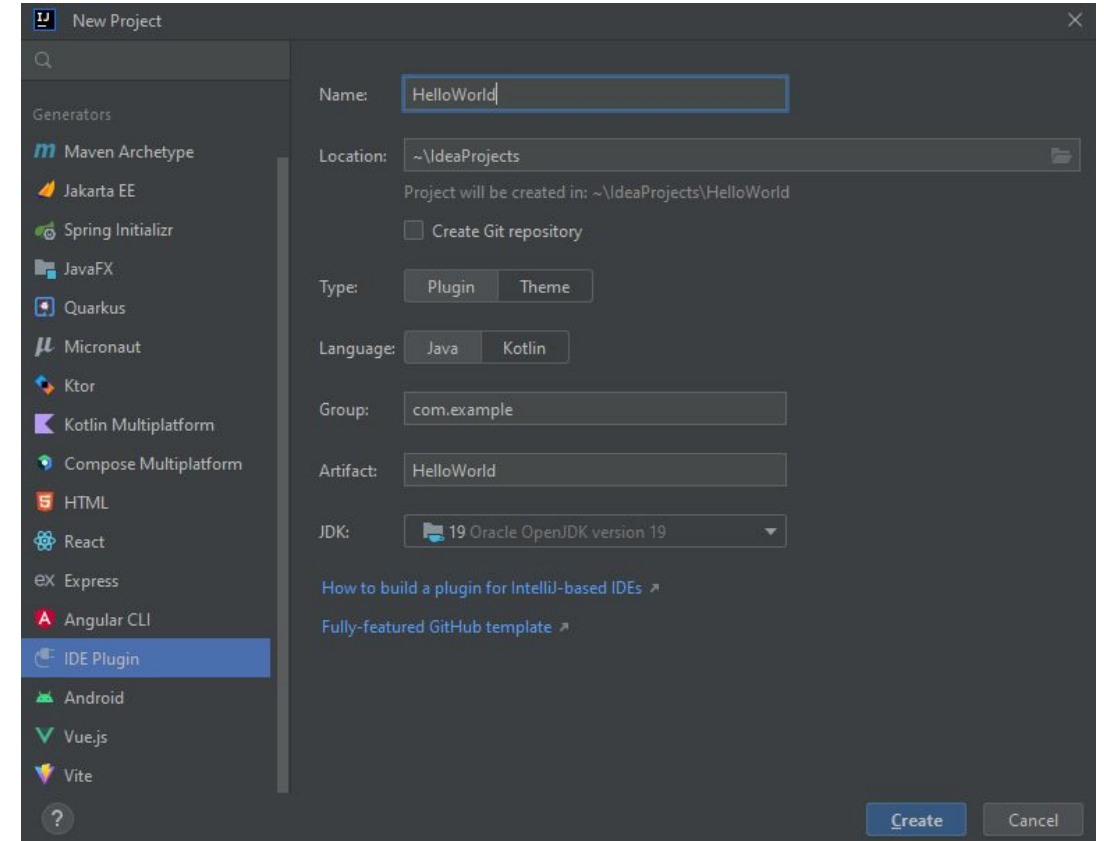 New Project
Generators
Maven Archetype
Jakarta EE
Spring Initializr
JavaFX
Quarkus
Micronaut
Ktor
Kotlin Multiplatform
Compose Multiplatform
HTML
React
ex Express
Angular CLI
IDE Plugin
Android
Vue.js
Vite
Name: HelloWorld
Location: ~\IdeaProjects
Project will be created in: ~\IdeaProjects\HelloWorld
Create Git repository
Type: Plugin Theme
Language: Java Kotlin
Group: com.example
Artifact: HelloWorld
JDK: 19 Oracle OpenJDK version 19
How to build a plugin for IntelliJ-based IDEs ↗
Fully-featured GitHub template ↗
? Create Cancel